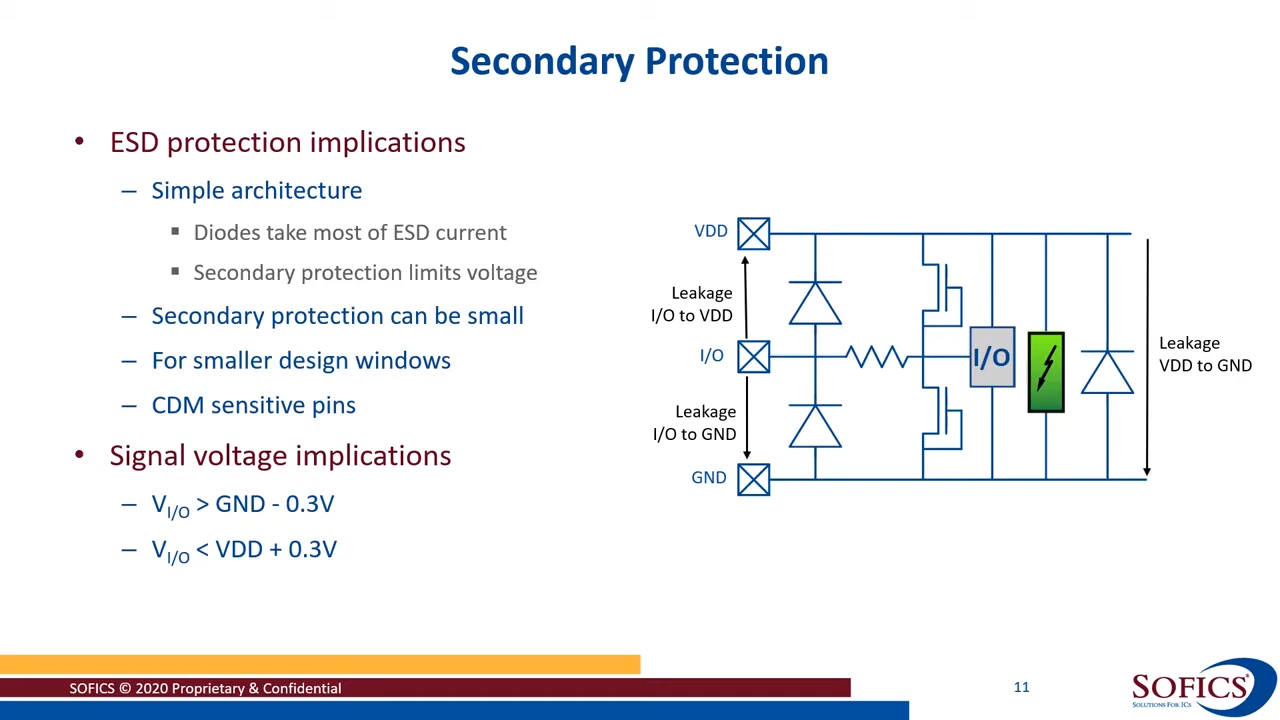 Secondary Protection
• ESD protection implications
– Simple architecture
▪ Diodes take most of ESD current
▪ Secondary protection limits voltage
– Secondary protection can be small
– For smaller design windows
– CDM sensitive pins
• Signal voltage implications
– VI/O > GND - 0.3V
– VI/O < VDD + 0.3V
VDD
Leakage
I/O to VDD
I/O
I/O
Leakage
I/O to GND
GND
Leakage
VDD to GND
SOFICS © 2020 Proprietary & Confidential
11
SOFICS®
SOLUTIONS FOR ICS